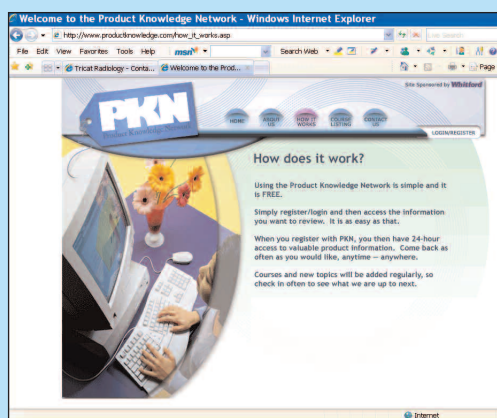 Welcome to the Product Knowledge Network - Windows Internet Explorer
http://www.productknowledge.com/how_it_works.asp
Live Search
File Edit View Favorites Tools Help msn Search Web
Tricat Radiology - Conta... Welcome to the Prod... Page
Site Sponsored by Whitford
PKN
Product Knowledge Network
HOME ABOUT US HOW IT WORKS COURSE LISTING CONTACT US
LOGIN/REGISTER
How does it work?
Using the Product Knowledge Network is simple and it
is FREE.
Simply register/login and then access the information
you want to review. It is as easy as that.
When you register with PKN, you then have 24-hour
access to valuable product information. Come back as
often as you would like, anytime — anywhere.
Courses and new topics will be added regularly, so
check in often to see what we are up to next.
Internet